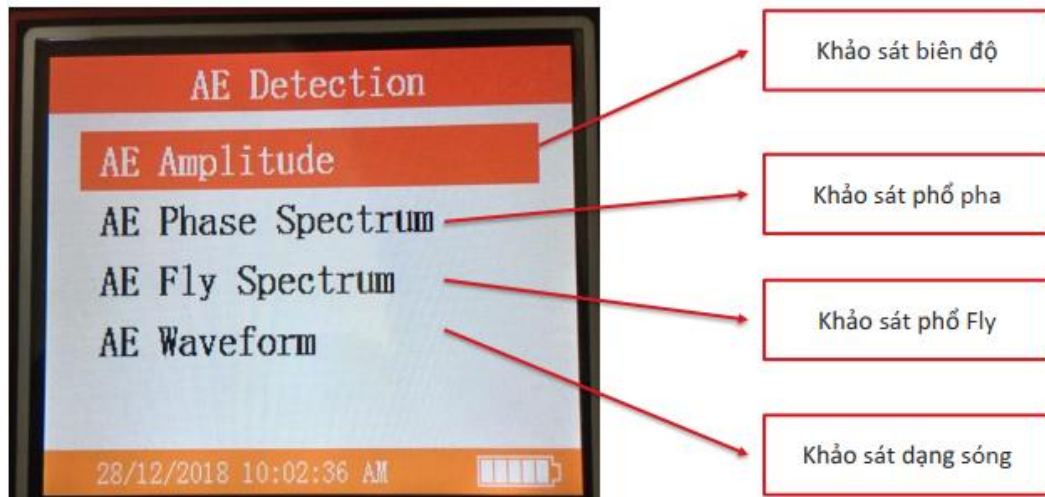 AE Detection
AE Amplitude
AE Phase Spectrum
AE Fly Spectrum
AE Waveform
28/12/2018 10:02:36 AM
Khảo sát biên độ
Khảo sát phổ pha
Khảo sát phổ Fly
Khảo sát dạng sóng